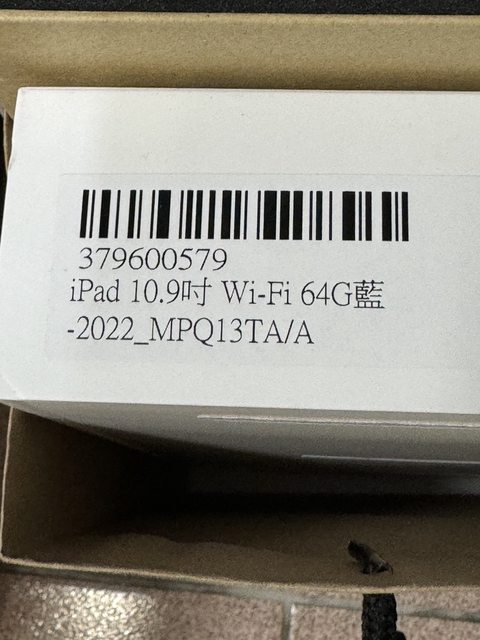 379600579
iPad 10.9吋 Wi-Fi 64G藍
-2022_MPQ13TA/A